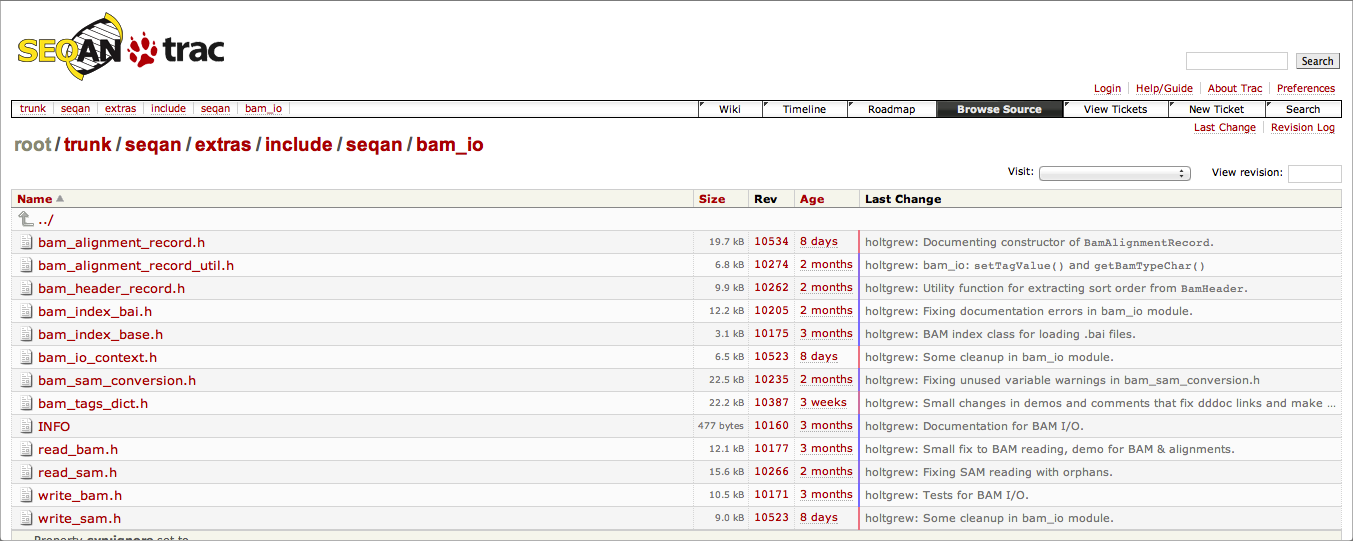 SEQAN trac
Search
Login Help/Guide About Trac Preferences
trunk seqan extras include seqan bam_io Wiki Timeline Roadmap Browse Source View Tickets New Ticket Search
Last Change Revision Log
root / trunk / seqan / extras / include / seqan / bam_io
Visit: View revision:
Name Size Rev Age Last Change
../
bam_alignment_record.h 19.7 kB 10534 8 days holtgrew: Documenting constructor of BamAlignmentRecord.
bam_alignment_record_util.h 6.8 kB 10274 2 months holtgrew: bam_io: setTagValue() and getBamTypeChar()
bam_header_record.h 9.9 kB 10262 2 months holtgrew: Utility function for extracting sort order from BamHeader.
bam_index_bai.h 12.2 kB 10205 2 months holtgrew: Fixing documentation errors in bam_io module.
bam_index_base.h 3.1 kB 10175 3 months holtgrew: BAM index class for loading .bai files.
bam_io_context.h 6.5 kB 10523 8 days holtgrew: Some cleanup in bam_io module.
bam_sam_conversion.h 22.5 kB 10235 2 months holtgrew: Fixing unused variable warnings in bam_sam_conversion.h
bam_tags_dict.h 22.2 kB 10387 3 weeks holtgrew: Small changes in demos and comments that fix dddoc links and make ...
INFO 477 bytes 10160 3 months holtgrew: Documentation for BAM I/O.
read_bam.h 12.1 kB 10177 3 months holtgrew: Small fix to BAM reading, demo for BAM & alignments.
read_sam.h 15.6 kB 10266 2 months holtgrew: Fixing SAM reading with orphans.
write_bam.h 10.5 kB 10171 3 months holtgrew: Tests for BAM I/O.
write_sam.h 9.0 kB 10523 8 days holtgrew: Some cleanup in bam_io module.
Property svn:ignore set to